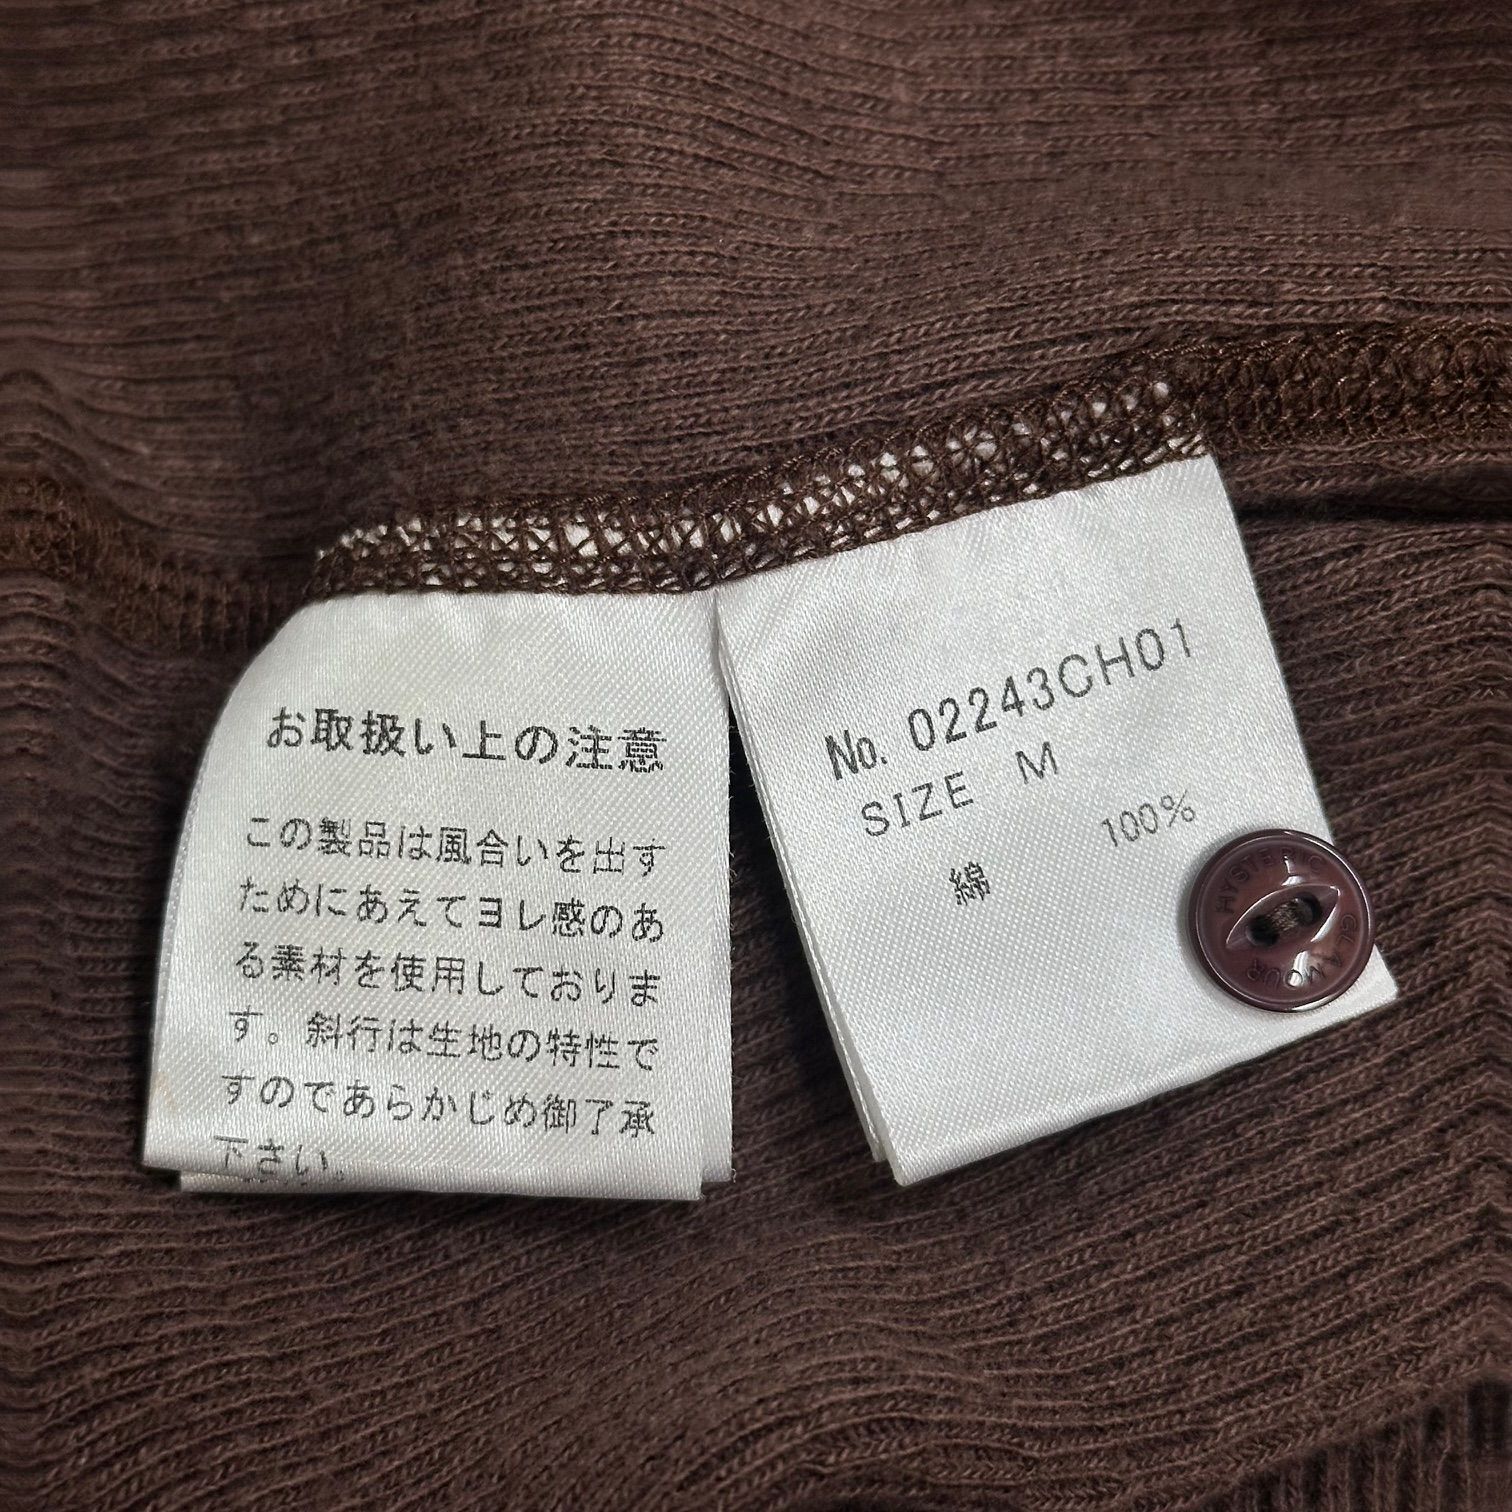 お取扱い上の注意
この製品は風合いを出す
ためにあえてヨレ感のあ
る素材を使用しておりま
す。斜行は生地の特性で
すのであらかじめ御了承
下さい。
No. 02243CH01
SIZE M
綿 100%
HYSTERIC GLAMOUR